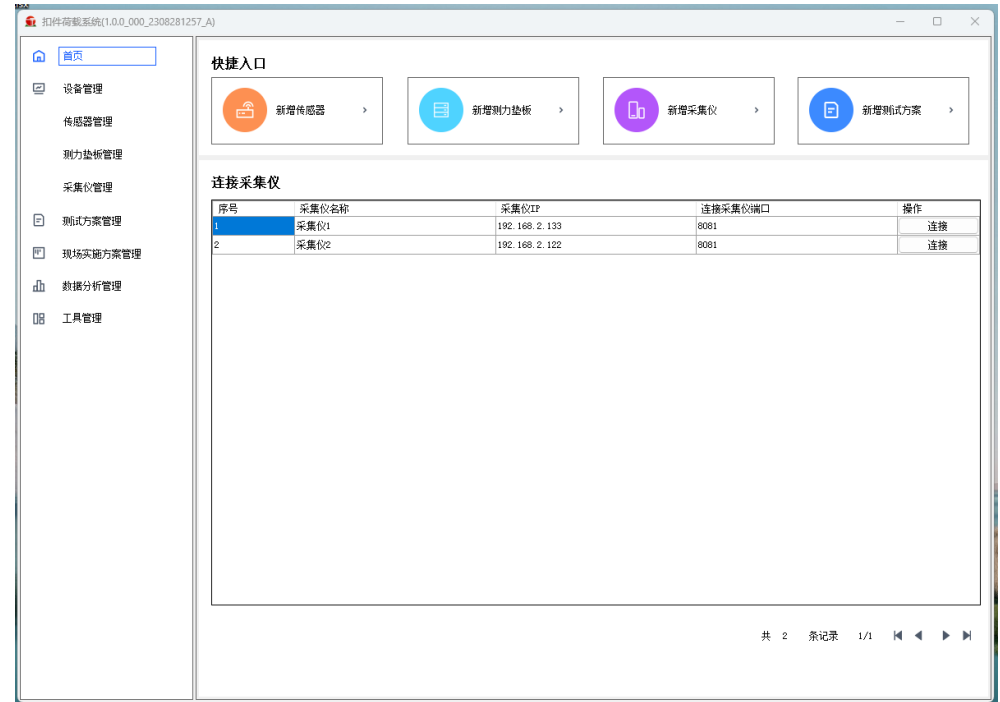 扣件荷载系统(1.0.0_000_2308281257_A)
首页
设备管理
传感器管理
测力垫板管理
采集仪管理
测试方案管理
现场实施方案管理
数据分析管理
工具管理
快捷入口
新增传感器 新增测力垫板 新增采集仪 新增测试方案
连接采集仪
序号 采集仪名称 采集仪IP 连接采集仪端口 操作
1 采集仪1 192.168.2.133 8081 连接
2 采集仪2 192.168.2.122 8081 连接
共 2 条记录 1/1